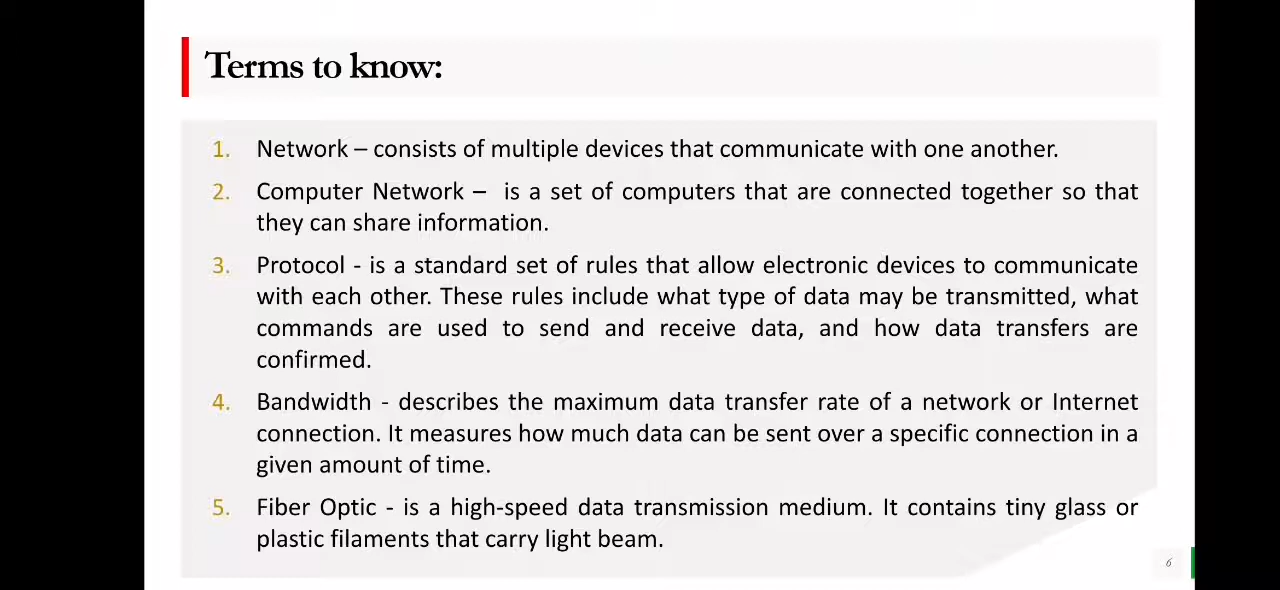 Terms to know:
1. Network – consists of multiple devices that communicate with one another.
2. Computer Network – is a set of computers that are connected together so that
they can share information.
3. Protocol - is a standard set of rules that allow electronic devices to communicate
with each other. These rules include what type of data may be transmitted, what
commands are used to send and receive data, and how data transfers are
confirmed.
4. Bandwidth - describes the maximum data transfer rate of a network or Internet
connection. It measures how much data can be sent over a specific connection in a
given amount of time.
5. Fiber Optic - is a high-speed data transmission medium. It contains tiny glass or
plastic filaments that carry light beam.
6